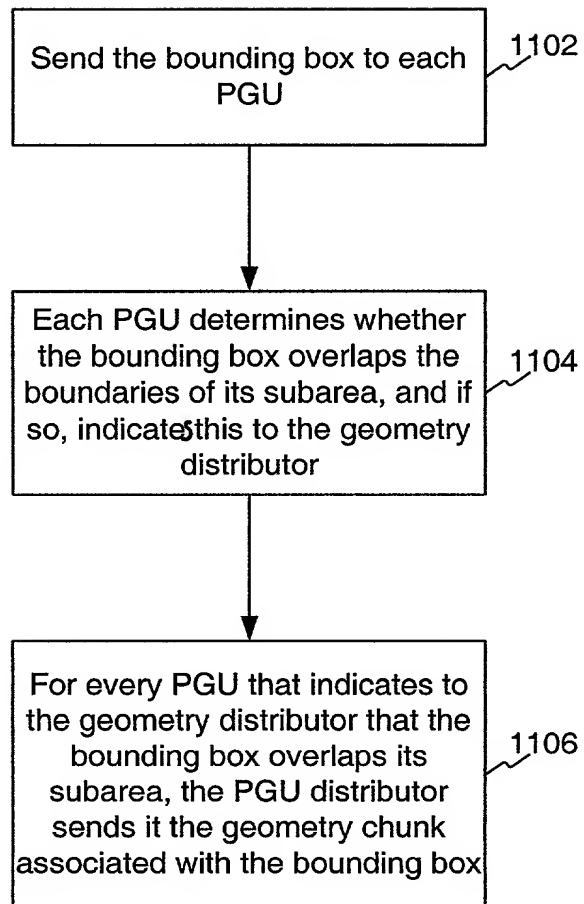 Send the bounding box to each
PGU
1102
Each PGU determines whether
the bounding box overlaps the
boundaries of its subarea, and if
so, indicates this to the geometry
distributor
1104
For every PGU that indicates to
the geometry distributor that the
bounding box overlaps its
subarea, the PGU distributor
sends it the geometry chunk
associated with the bounding box
1106